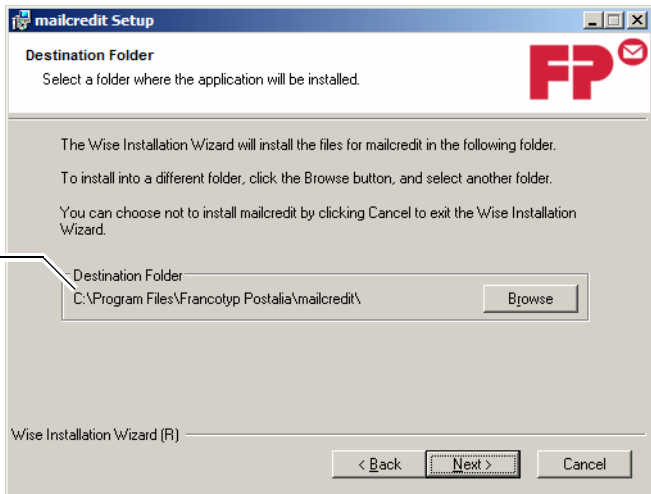 mailcredit Setup
Destination Folder
Select a folder where the application will be installed.
FP
The Wise Installation Wizard will install the files for mailcredit in the following folder.
To install into a different folder, click the Browse button, and select another folder.
You can choose not to install mailcredit by clicking Cancel to exit the Wise Installation
Wizard.
Destination Folder
C:\Program Files\Francotyp Postalia\mailcredit\
Browse
Wise Installation Wizard (R)
< Back
Next >
Cancel